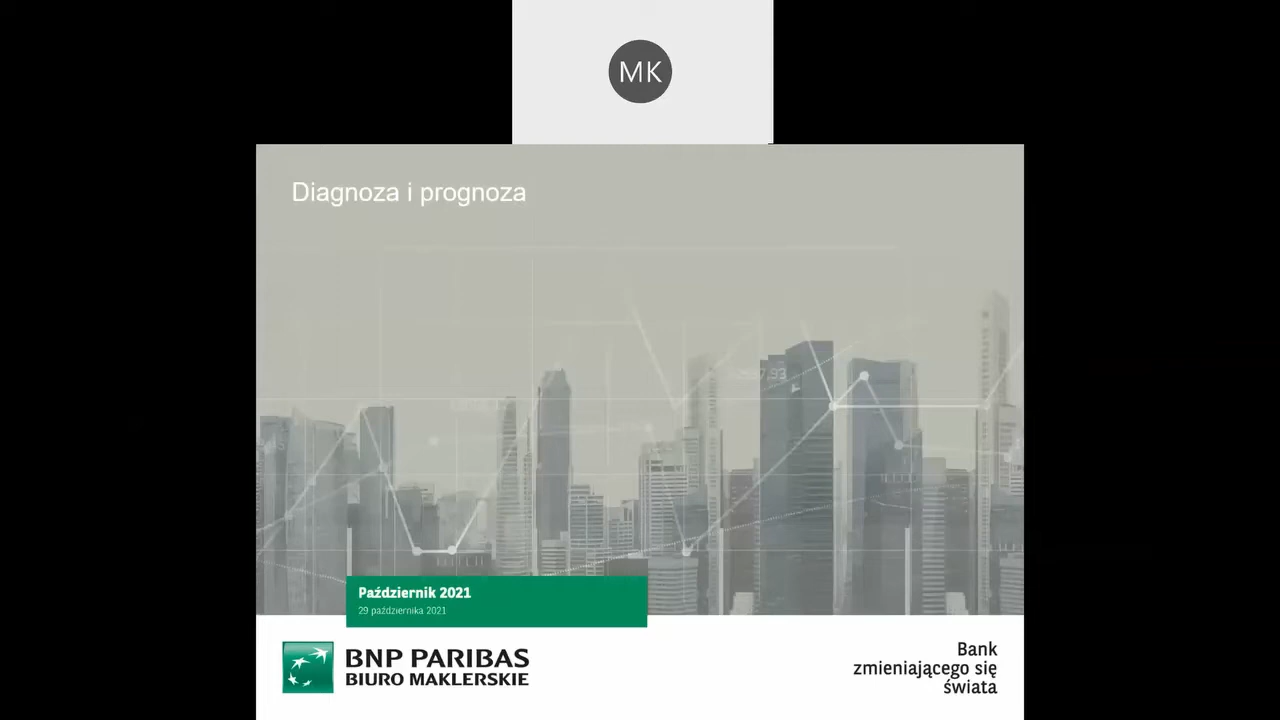 MK
Diagnoza i prognoza
Październik 2021
29 października 2021
BNP PARIBAS
BIURO MAKLERSKIE
Bank
zmieniającego się
świata